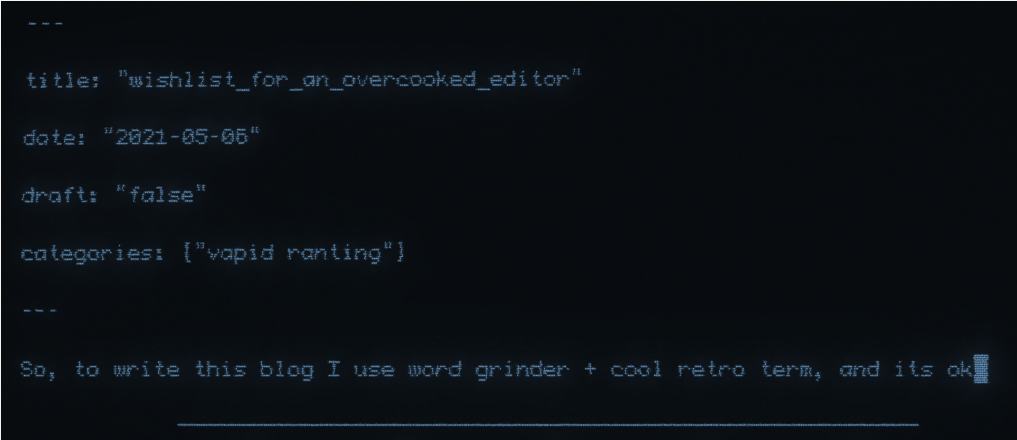 ---
title: "wishlist_for_an_overcooked_editor"
date: "2021-05-06"
draft: "false"
categories: ["vapid ranting"]
---
So, to write this blog I use word grinder + cool retro term, and its ok